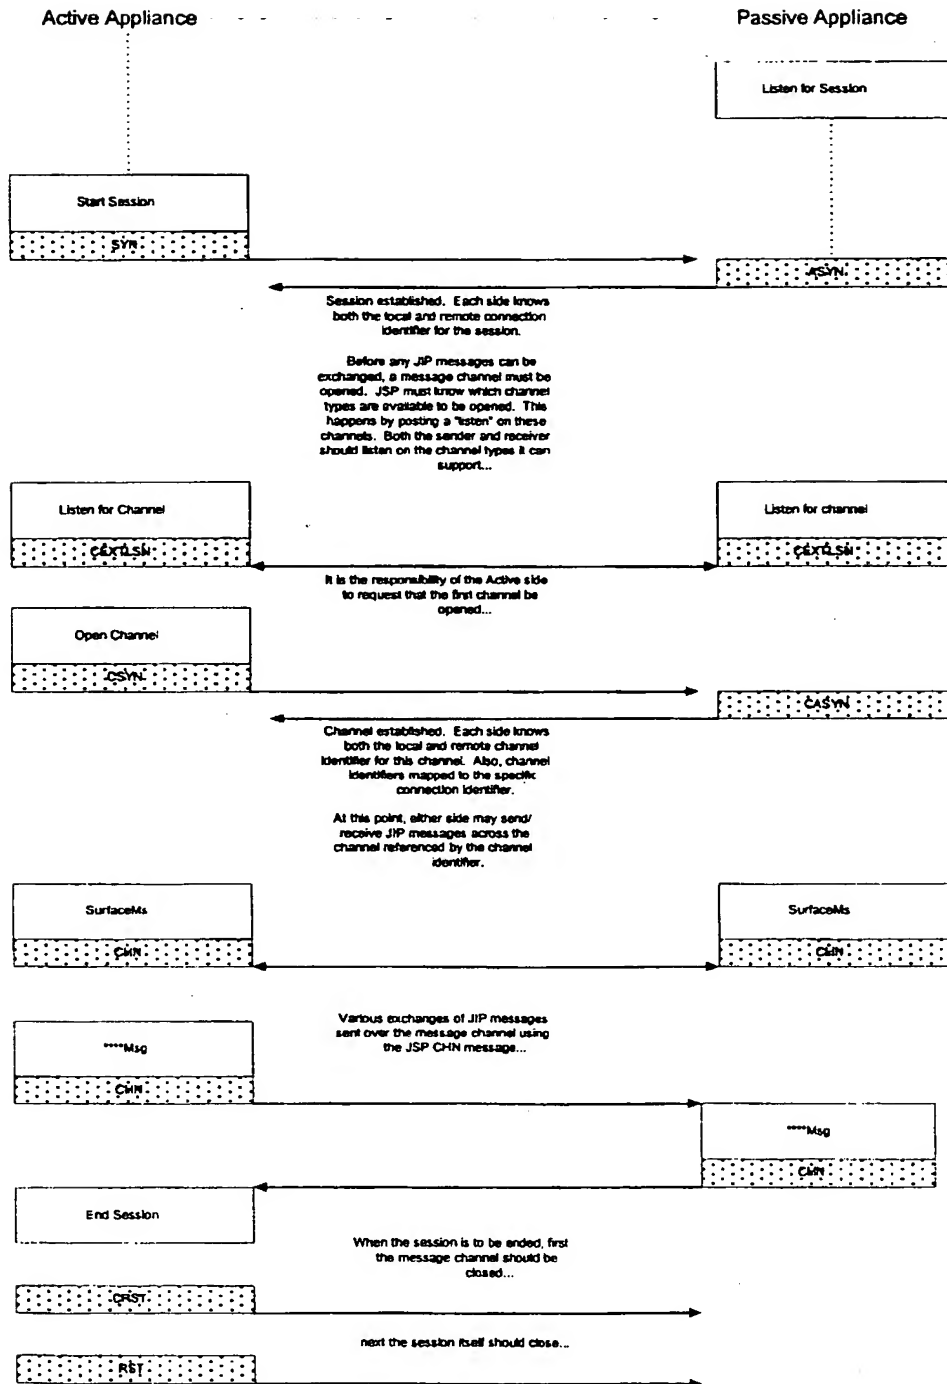 Active Appliance
Passive Appliance
Listen for Session
Start Session
SYN
ASYN
Session established. Each side knows
both the local and remote connection
identifier for the session.
Before any JIP messages can be
exchanged, a message channel must be
opened. JSP must know which channel
types are available to be opened. This
happens by posting a "listen" on these
channels. Both the sender and receiver
should listen on the channel types it can
support...
Listen for Channel
CEXTLSN
Listen for channel
CEXTLSN
It is the responsibility of the Active side
to request that the first channel be
opened...
Open Channel
CSYN
CASYN
Channel established. Each side knows
both the local and remote channel
identifier for this channel. Also, channel
identifiers mapped to the specific
connection identifier.
At this point, either side may send/
receive JIP messages across the
channel referenced by the channel
identifier.
SurfaceMs
CHN
SurfaceMs
CHN
Various exchanges of JIP messages
sent over the message channel using
the JSP CHN message...
****Msg
CHN
****Msg
CHN
End Session
When the session is to be ended, first
the message channel should be
closed...
CRST
next the session itself should close...
RST